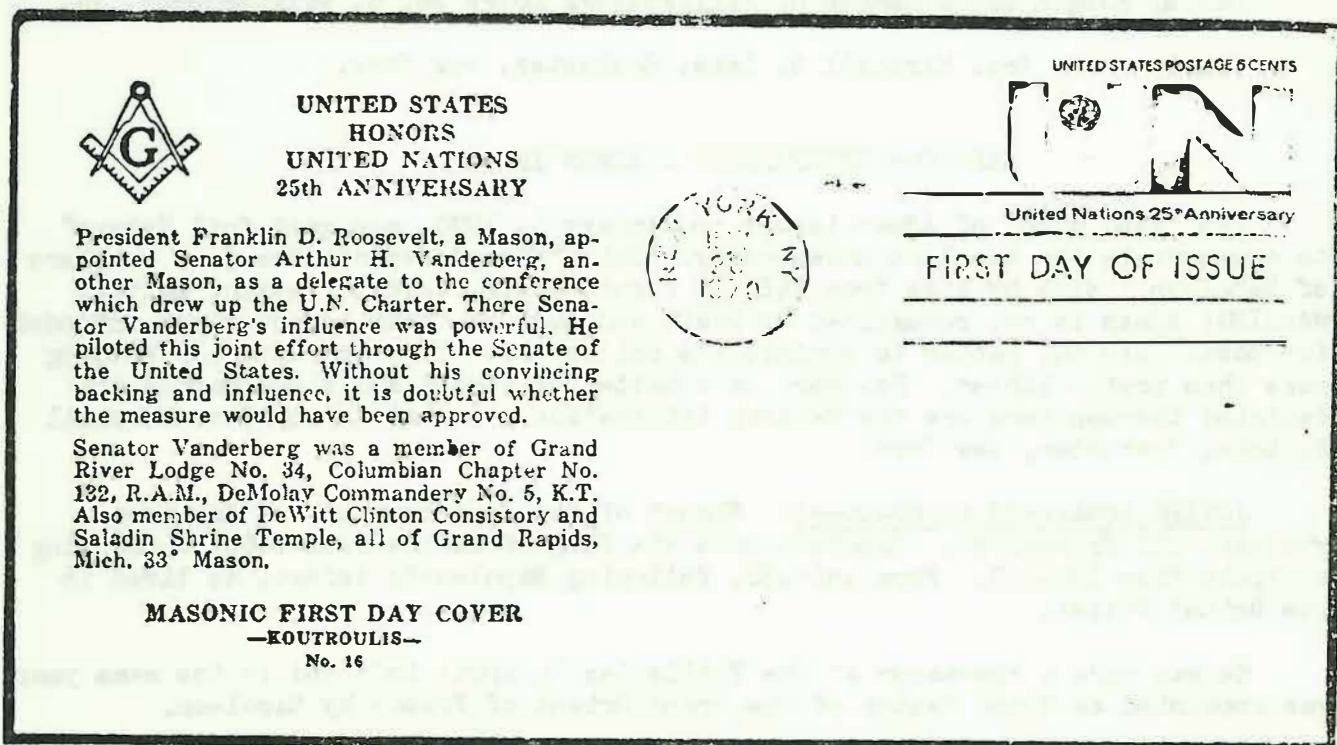 UNITED STATES POSTAGE 6 CENTS
G
UNITED STATES
HONORS
UNITED NATIONS
25th ANNIVERSARY
UN
United Nations 25th Anniversary
FIRST DAY OF ISSUE
YORK
1970
President Franklin D. Roosevelt, a Mason, ap-
pointed Senator Arthur H. Vanderberg, an-
other Mason, as a delegate to the conference
which drew up the U.N. Charter There Sena-
tor Vanderberg's influence was powerful. He
piloted this joint effort through the Senate of
the United States. Without his convincing
backing and influence, it is doubtful whether
the measure would have been approved.
Senator Vanderberg was a member of Grand
River Lodge No. 34, Columbian Chapter No.
132, R.A.M., DeMolay Commandery No. 5, K.T.
Also member of DeWitt Clinton Consistory and
Saladin Shrine Temple, all of Grand Rapids,
Mich. 33° Mason.
MASONIC FIRST DAY COVER
—KOUTROULIS—
No. 16